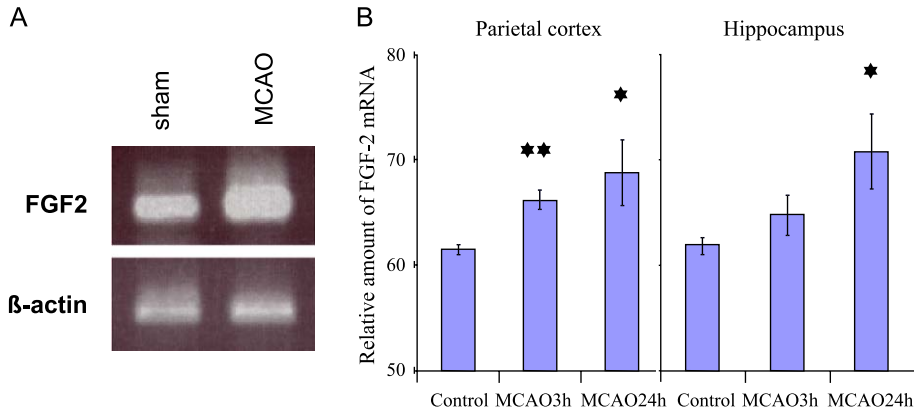 A
sham
MCAO
FGF2
ß-actin
B
Parietal cortex
Hippocampus
Relative amount of FGF-2 mRNA
80
70
60
50
Control MCAO3h MCAO24h
Control MCAO3h MCAO24h